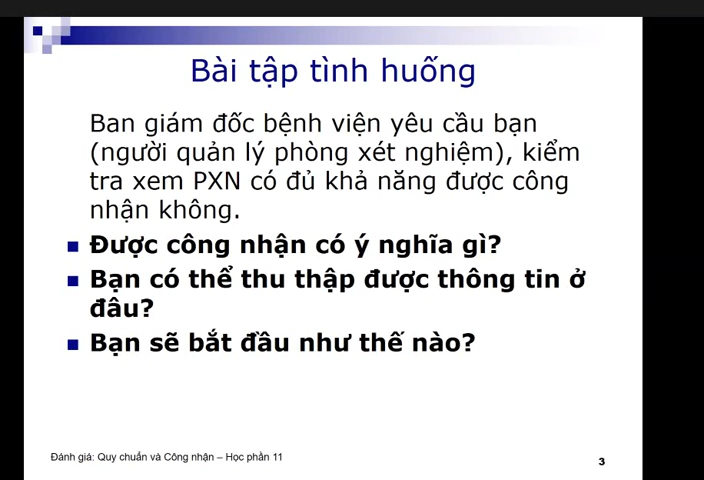 Bài tập tình huống
Ban giám đốc bệnh viện yêu cầu bạn
(người quản lý phòng xét nghiệm), kiểm
tra xem PXN có đủ khả năng được công
nhận không.
Được công nhận có ý nghĩa gì?
Bạn có thể thu thập được thông tin ở
đâu?
Bạn sẽ bắt đầu như thế nào?
Đánh giá: Quy chuẩn và Công nhận – Học phần 11
3